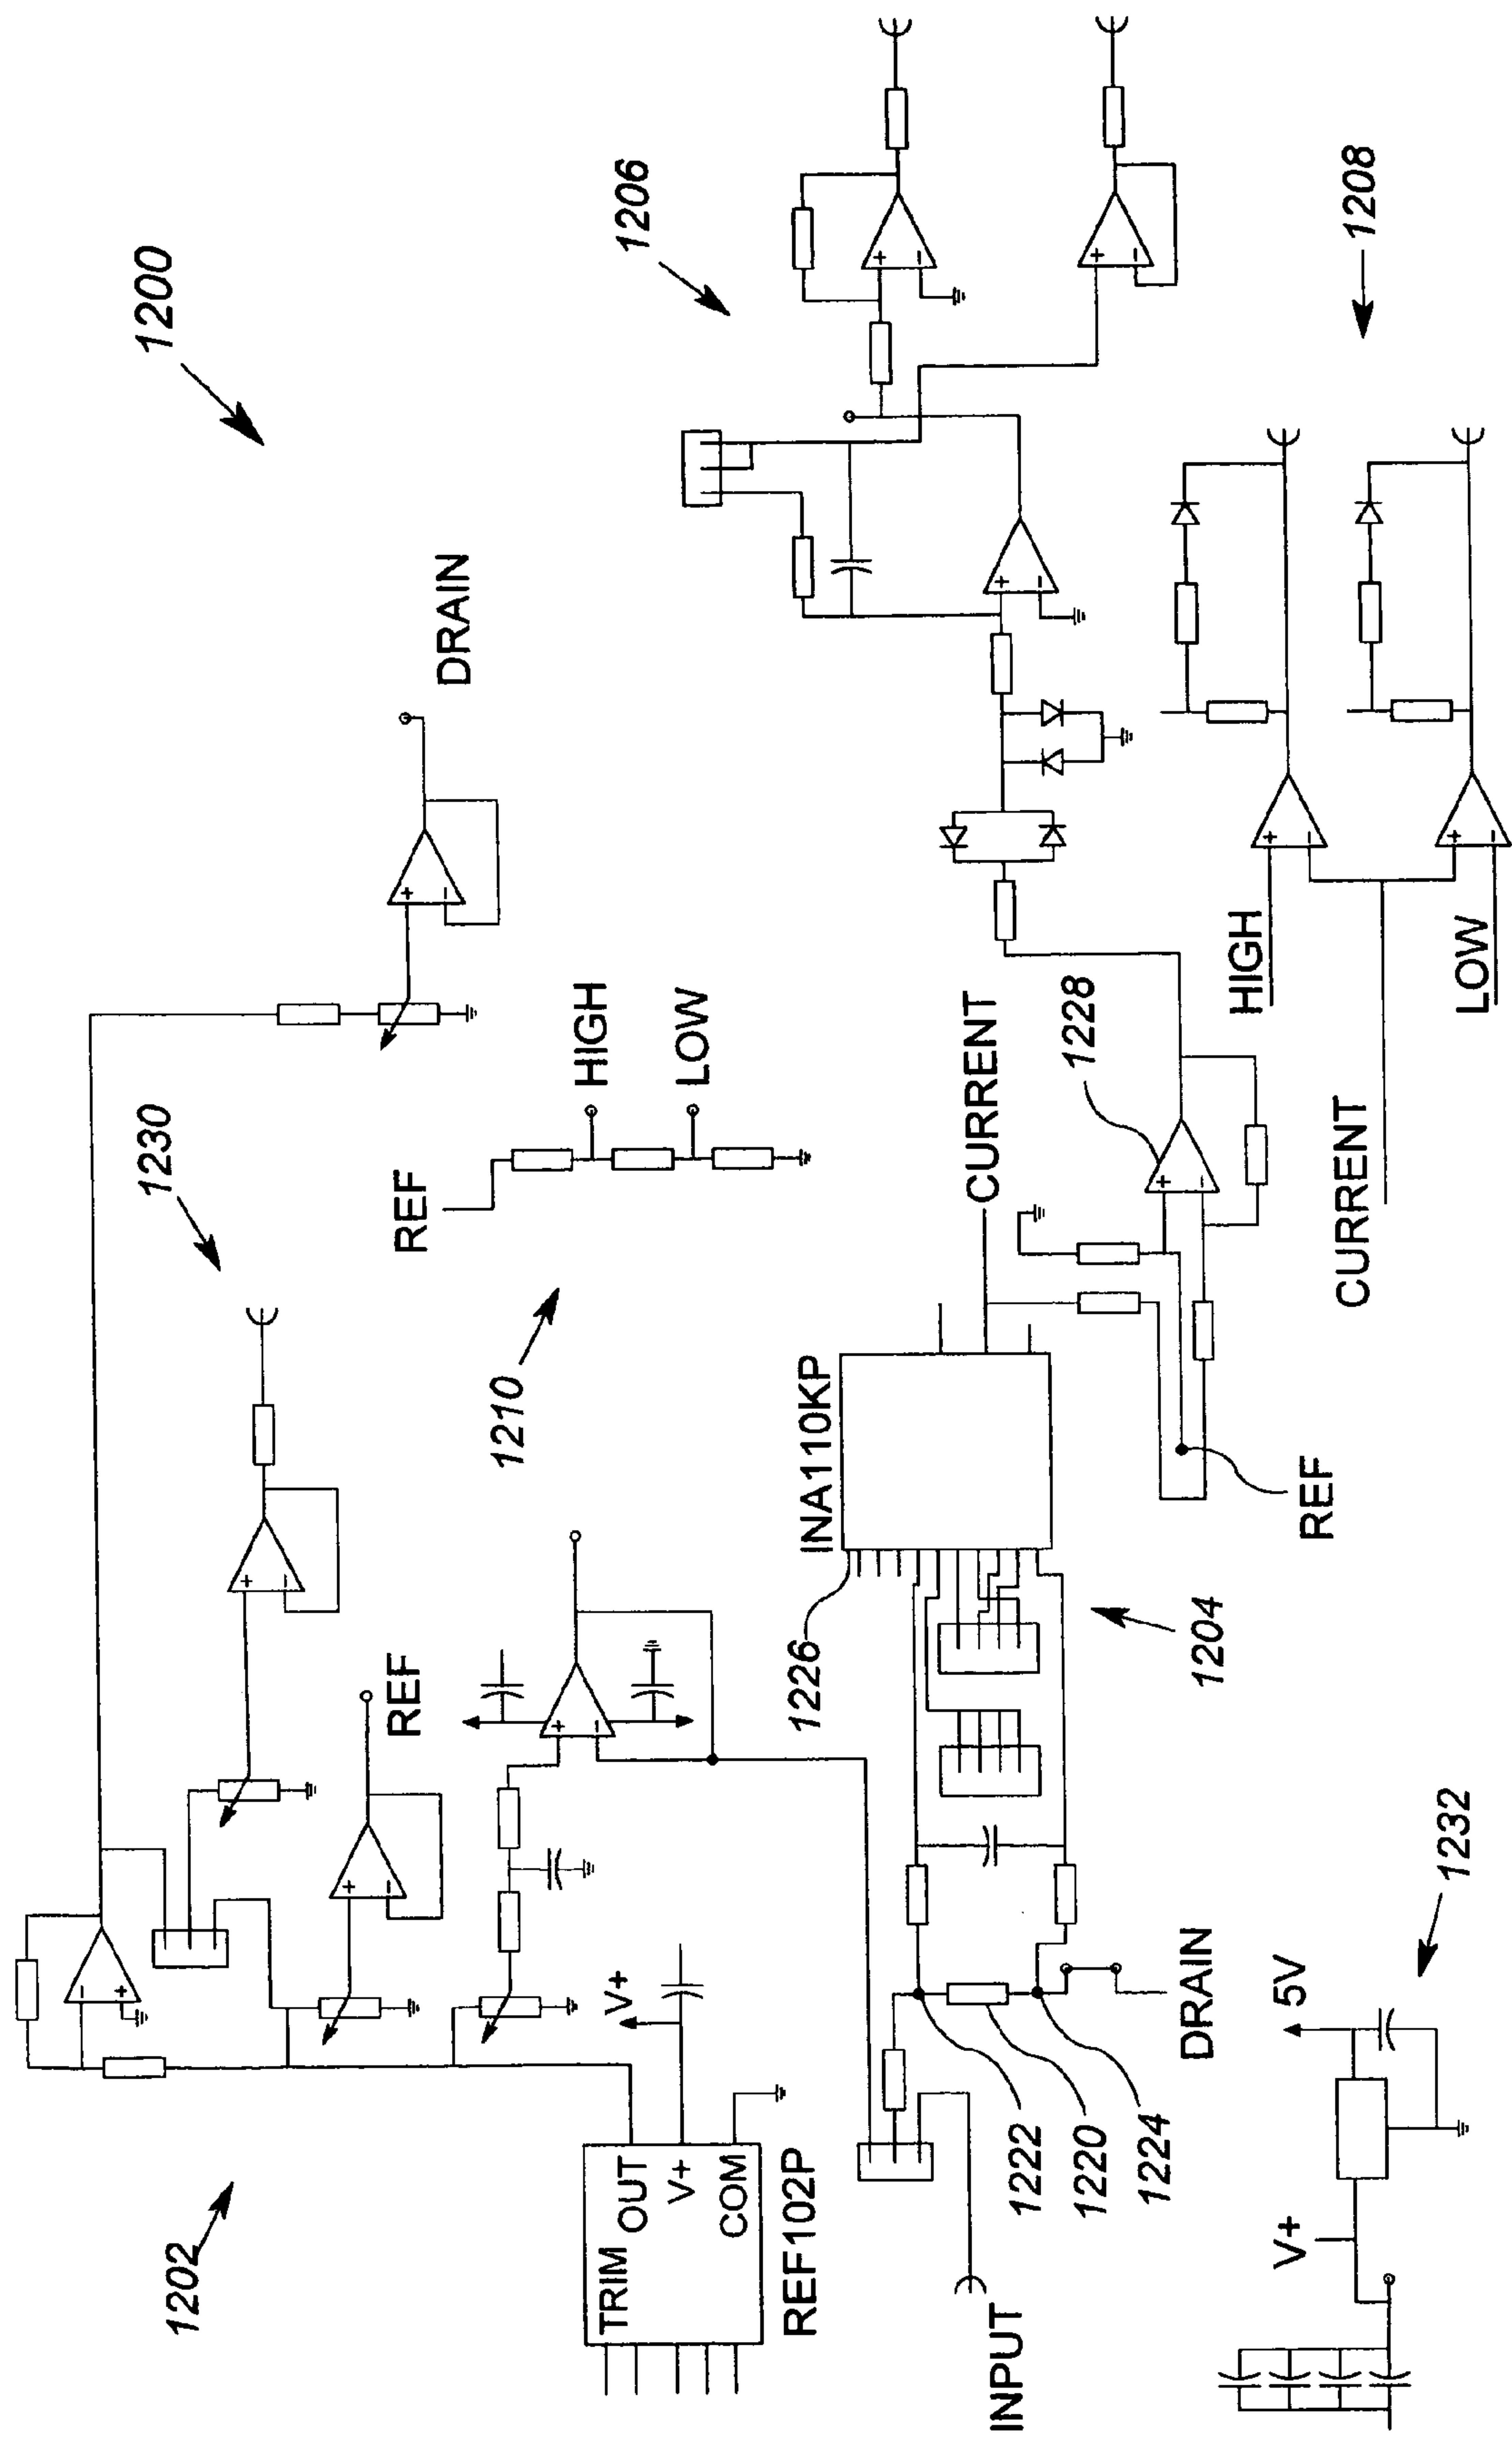 1200
1202
1230
DRAIN
REF
1210
REF
HIGH
LOW
TRIM
OUT
V+
COM
REF102P
V+
1206
INPUT
1222
1220
1224
DRAIN
1226
INA110KP
1204
CURRENT
1228
REF
1208
HIGH
LOW
CURRENT
V+
5V
1232
+
−
+
−
+
−
+
−
+
−
+
−
+
−
+
−
+
−
+
−
+
−